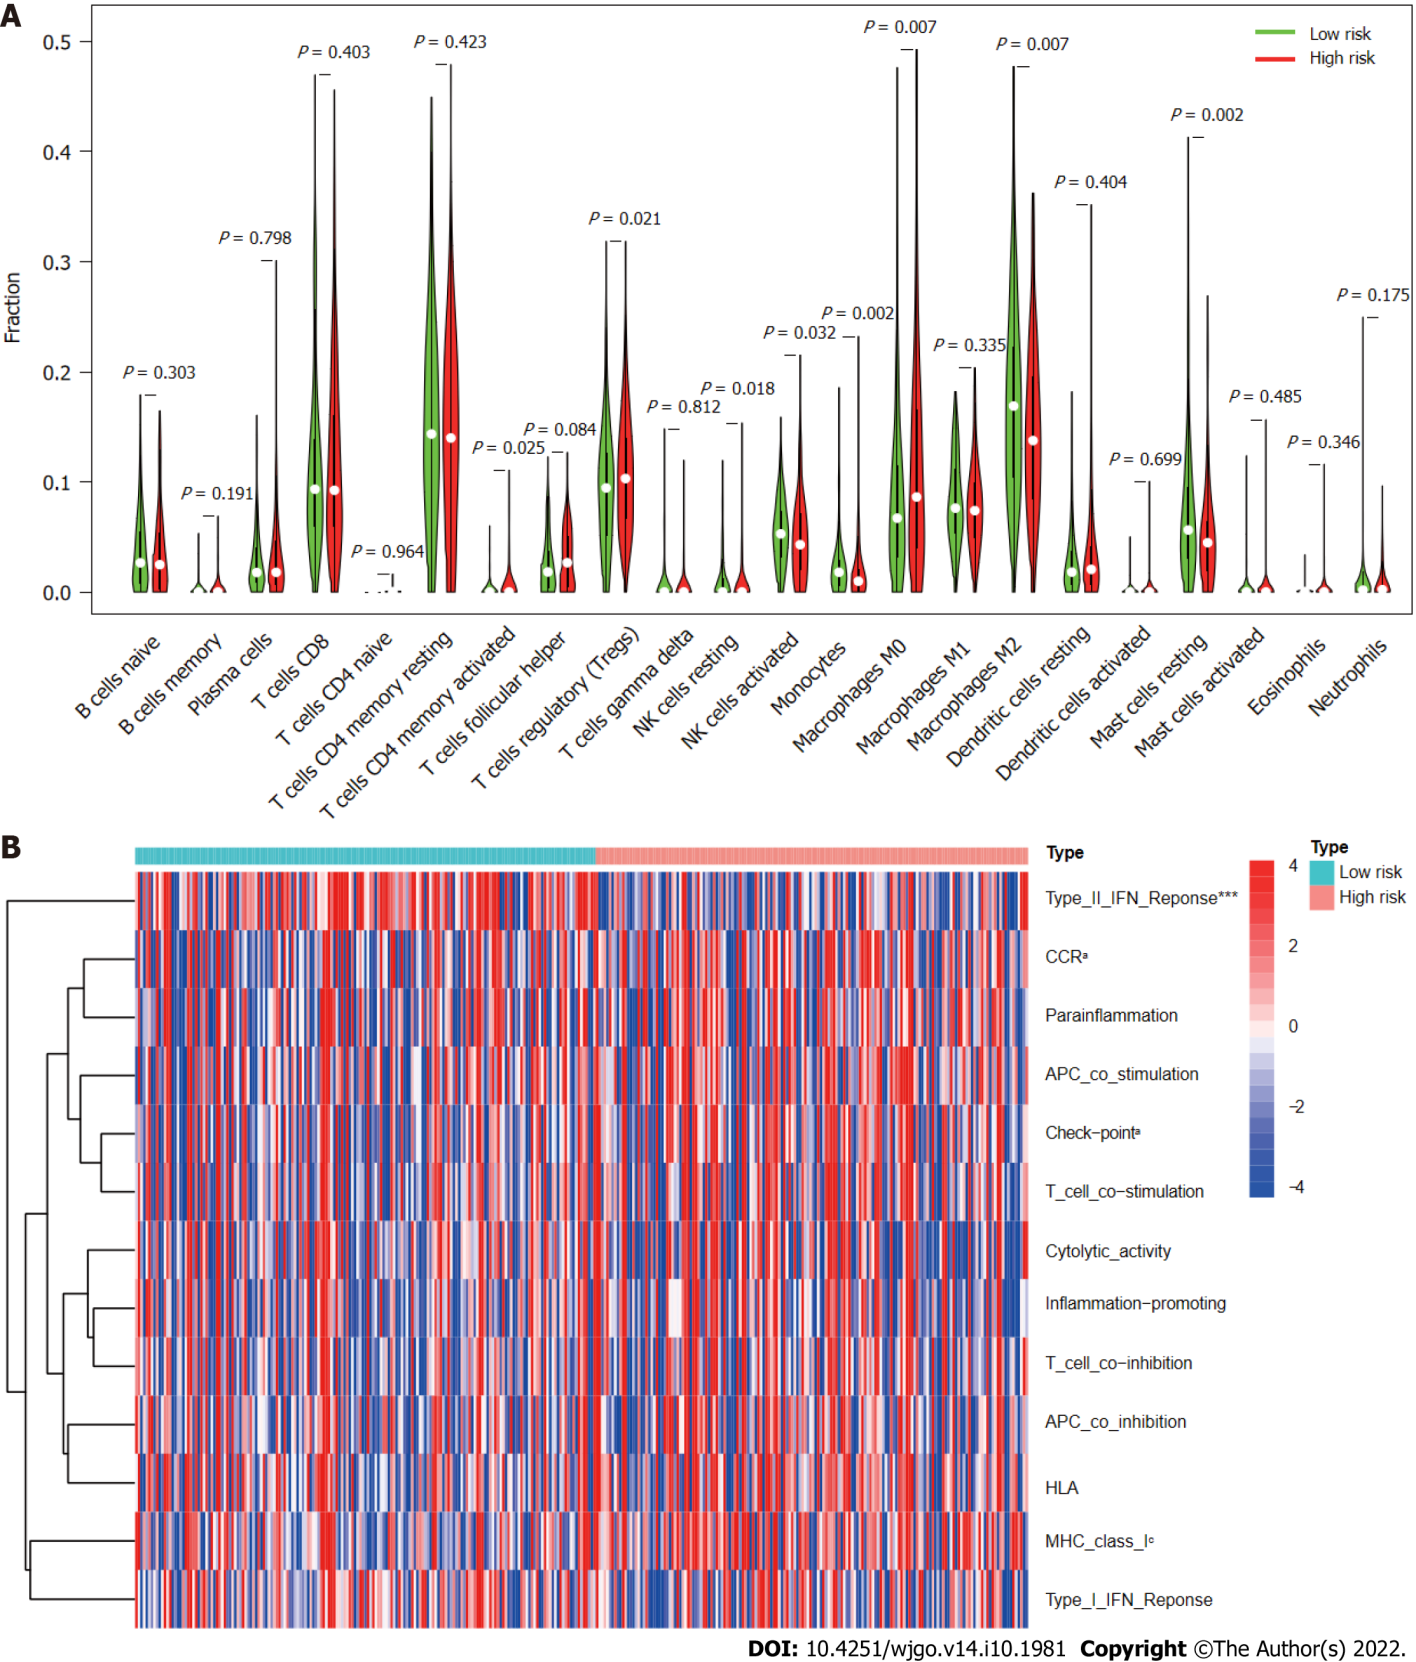 A
Low risk
High risk
Fraction
0.5
0.4
0.3
0.2
0.1
0.0
P = 0.303
P = 0.191
P = 0.798
P = 0.403
P = 0.964
P = 0.423
P = 0.025
P = 0.084
P = 0.021
P = 0.812
P = 0.018
P = 0.032
P = 0.002
P = 0.007
P = 0.335
P = 0.007
P = 0.404
P = 0.699
P = 0.002
P = 0.485
P = 0.346
P = 0.175
B cells naive
B cells memory
Plasma cells
T cells CD8
T cells CD4 naive
T cells CD4 memory resting
T cells CD4 memory activated
T cells follicular helper
T cells regulatory (Tregs)
T cells gamma delta
NK cells resting
NK cells activated
Monocytes
Macrophages M0
Macrophages M1
Macrophages M2
Dendritic cells resting
Dendritic cells activated
Mast cells resting
Mast cells activated
Eosinophils
Neutrophils
B
Type
Type_II_IFN_Reponse***
CCRᵃ
Parainflammation
APC_co_stimulation
Check−pointᵃ
T_cell_co−stimulation
Cytolytic_activity
Inflammation−promoting
T_cell_co−inhibition
APC_co_inhibition
HLA
MHC_class_Iᶜ
Type_I_IFN_Reponse
4
2
0
−2
−4
Type
Low risk
High risk
DOI: 10.4251/wjgo.v14.i10.1981 Copyright ©The Author(s) 2022.